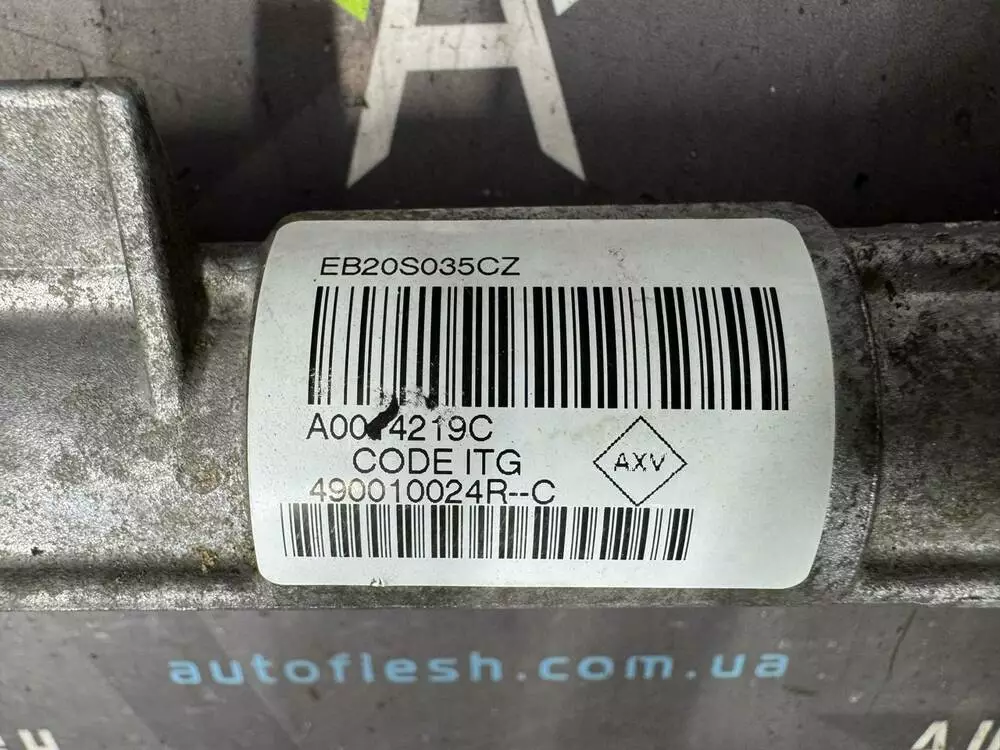 EB20S035CZ
CODE ITG
AXV
490010024R--C
autoflesh.com.ua